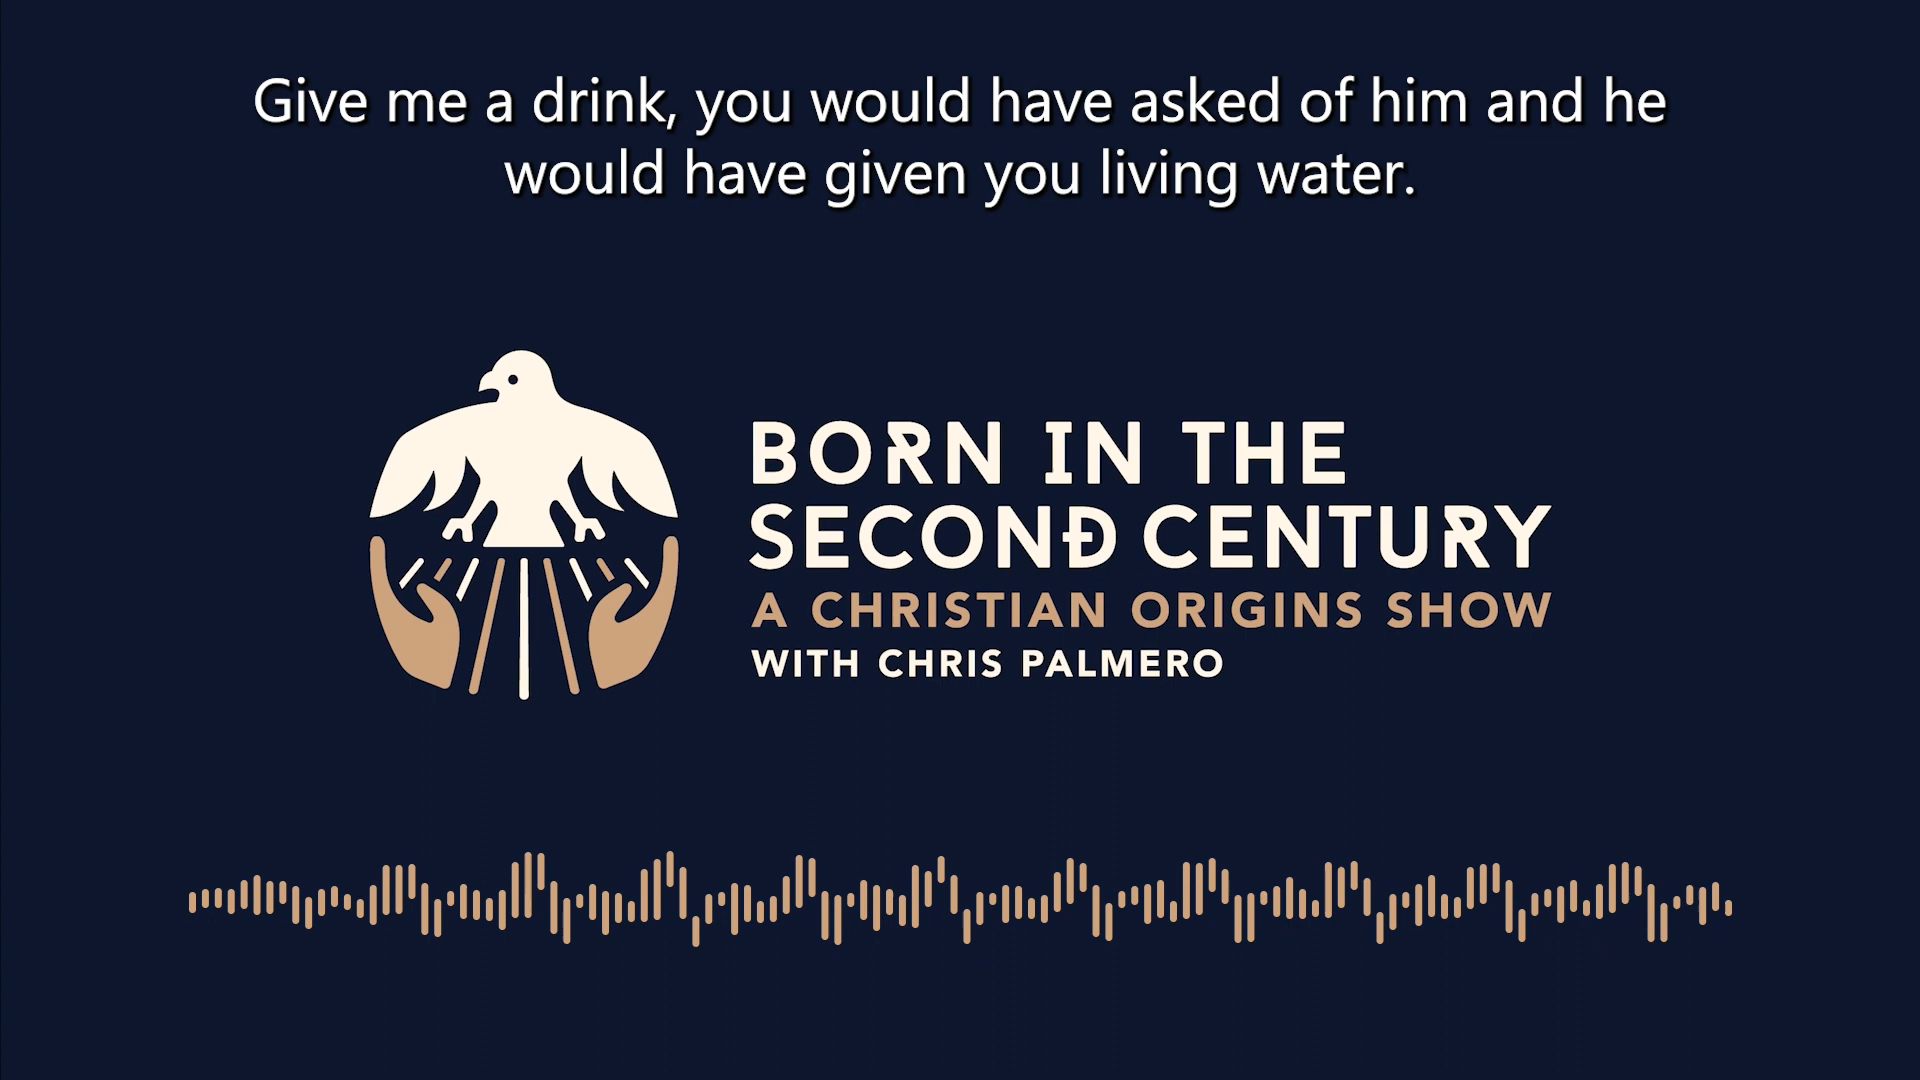 Give me a drink, you would have asked of him and he
would have given you living water.
BORN IN THE
SECOND CENTURY
A CHRISTIAN ORIGINS SHOW
WITH CHRIS PALMERO